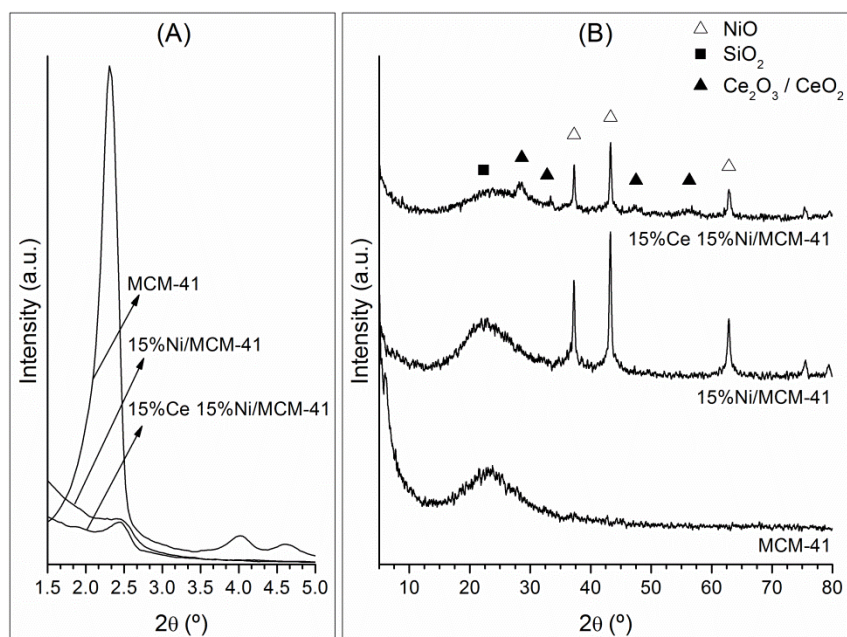 (A)
Intensity (a.u.)
MCM-41
15%Ni/MCM-41
15%Ce 15%Ni/MCM-41
1.5 2.0 2.5 3.0 3.5 4.0 4.5 5.0
2θ (º)
(B)
△ NiO
■ SiO₂
▲ Ce₂O₃ / CeO₂
Intensity (a.u.)
15%Ce 15%Ni/MCM-41
15%Ni/MCM-41
MCM-41
10 20 30 40 50 60 70 80
2θ (º)